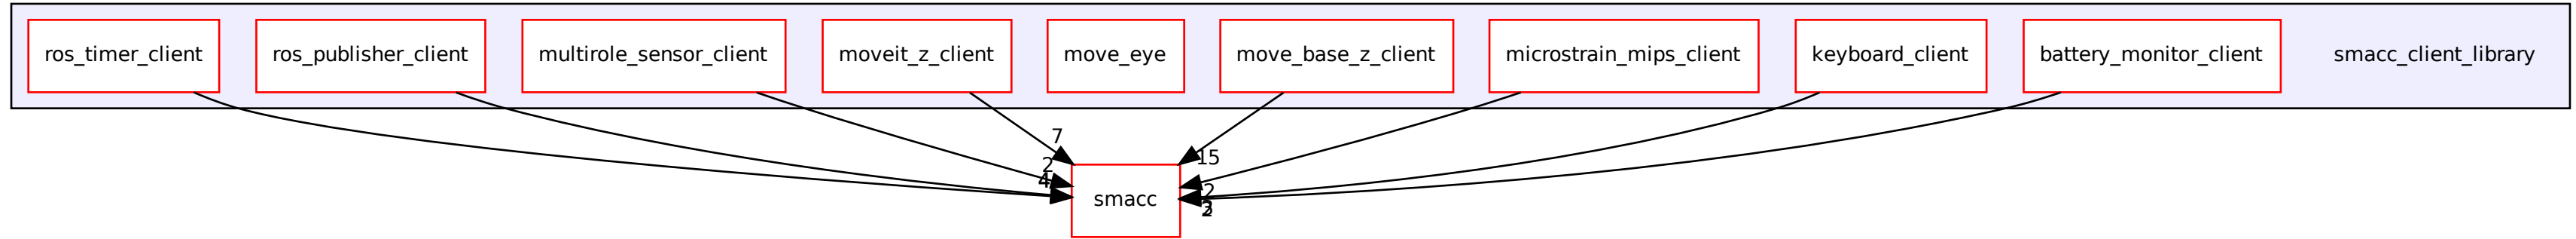 ros_timer_client
ros_publisher_client
multirole_sensor_client
moveit_z_client
move_eye
move_base_z_client
microstrain_mips_client
keyboard_client
battery_monitor_client
smacc_client_library
7
15
2
4
2
smacc